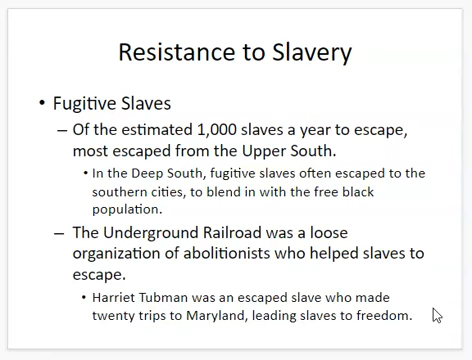 Resistance to Slavery
• Fugitive Slaves
– Of the estimated 1,000 slaves a year to escape,
most escaped from the Upper South.
• In the Deep South, fugitive slaves often escaped to the
southern cities, to blend in with the free black
population.
– The Underground Railroad was a loose
organization of abolitionists who helped slaves to
escape.
• Harriet Tubman was an escaped slave who made
twenty trips to Maryland, leading slaves to freedom.